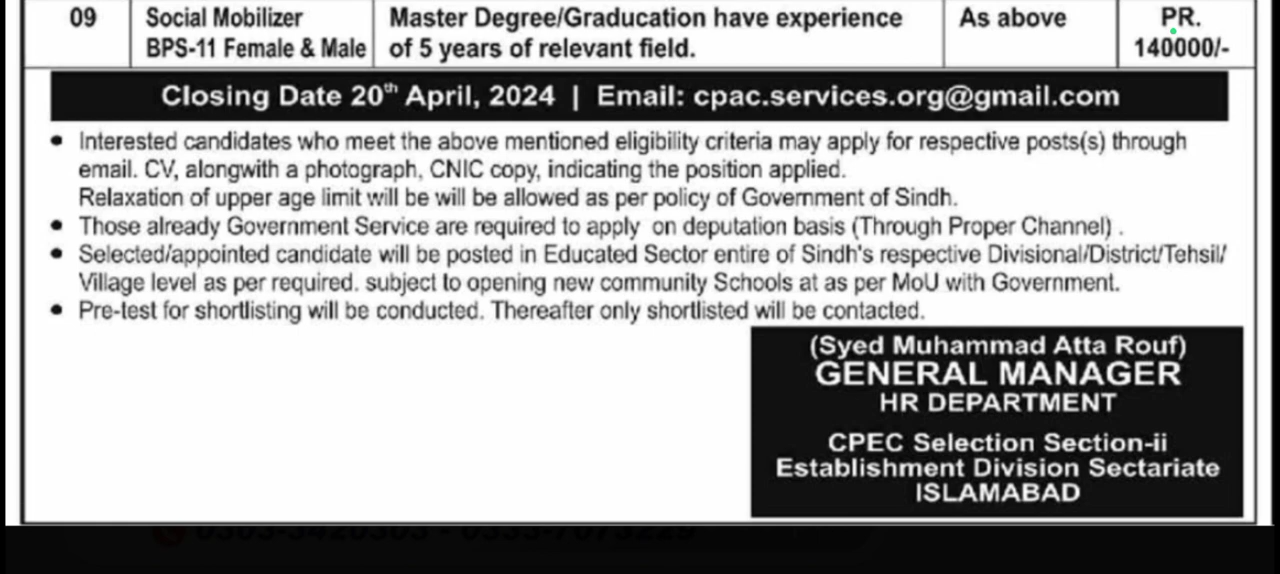 09 Social Mobilizer Master Degree/Graducation have experience As above PR.
BPS-11 Female & Male of 5 years of relevant field. 140000/-
Closing Date 20th April, 2024 | Email: cpac.services.org@gmail.com
• Interested candidates who meet the above mentioned eligibility criteria may apply for respective posts(s) through
email. CV, alongwith a photograph, CNIC copy, indicating the position applied.
Relaxation of upper age limit will be will be allowed as per policy of Government of Sindh.
• Those already Government Service are required to apply on deputation basis (Through Proper Channel) .
• Selected/appointed candidate will be posted in Educated Sector entire of Sindh's respective Divisional/District/Tehsil/
Village level as per required. subject to opening new community Schools at as per MoU with Government.
• Pre-test for shortlisting will be conducted. Thereafter only shortlisted will be contacted.
(Syed Muhammad Atta Rouf)
GENERAL MANAGER
HR DEPARTMENT
CPEC Selection Section-ii
Establishment Division Sectariate
ISLAMABAD